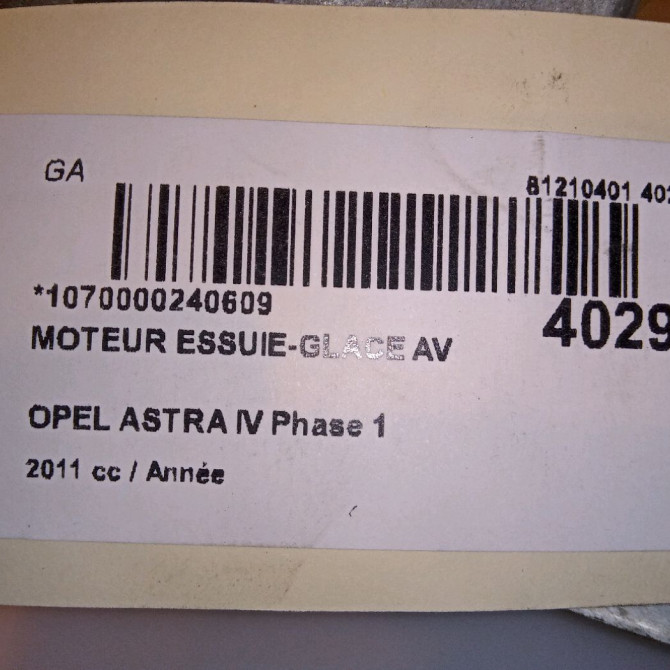 GA
81210401 402
*1070000240609
4029
MOTEUR ESSUIE-GLACE AV
OPEL ASTRA IV Phase 1
2011 cc / Année